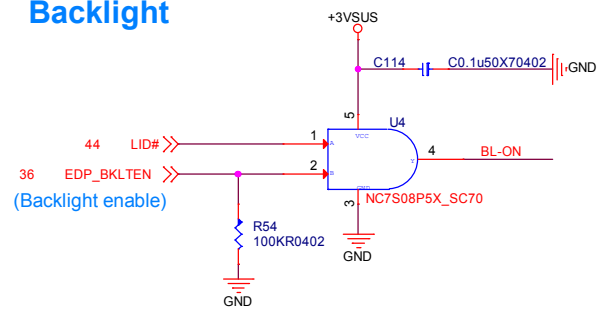 Backlight
+3VSUS
C114
C0.1u50X70402
GND
5
U4
VCC
44 LID#
1
A
4
Y
BL-ON
36 EDP_BKLTEN
2
B
(Backlight enable)
GND
3
NC7S08P5X_SC70
R54
100KR0402
GND
GND